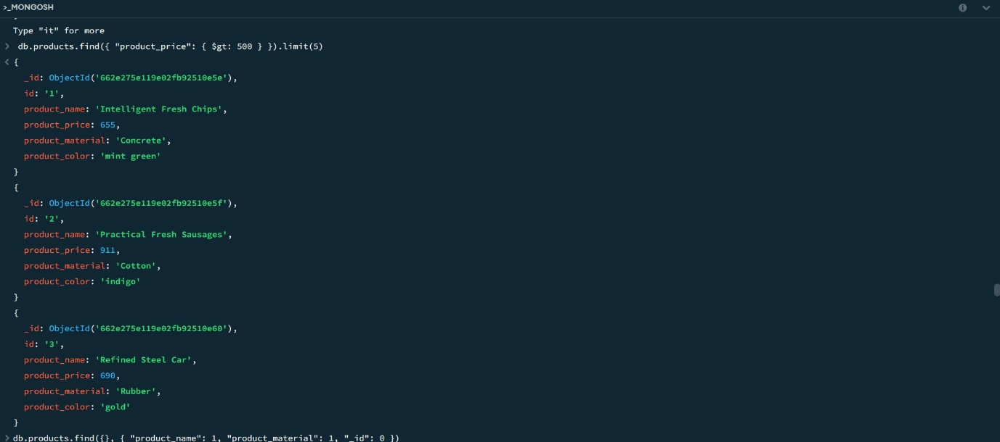 >_MONGOSH
Type "it" for more
> db.products.find({ "product_price": { $gt: 500 } }).limit(5)
< {
_id: ObjectId('662e275e119e02fb92510e5e'),
id: '1',
product_name: 'Intelligent Fresh Chips',
product_price: 655,
product_material: 'Concrete',
product_color: 'mint green'
}
{
_id: ObjectId('662e275e119e02fb92510e5f'),
id: '2',
product_name: 'Practical Fresh Sausages',
product_price: 911,
product_material: 'Cotton',
product_color: 'indigo'
}
{
_id: ObjectId('662e275e119e02fb92510e60'),
id: '3',
product_name: 'Refined Steel Car',
product_price: 690,
product_material: 'Rubber',
product_color: 'gold'
}
> db.products.find({}, { "product_name": 1, "product_material": 1, "_id": 0 })